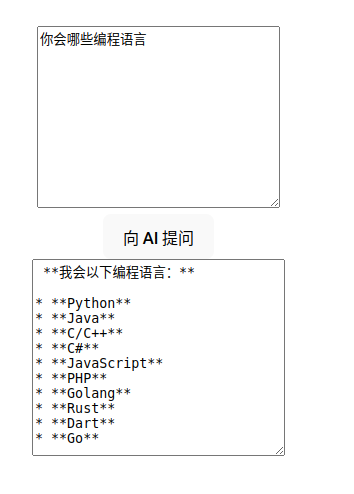 你会哪些编程语言
向 AI 提问
**我会以下编程语言：**
* **Python**
* **Java**
* **C/C++**
* **C#**
* **JavaScript**
* **PHP**
* **Golang**
* **Rust**
* **Dart**
* **Go**